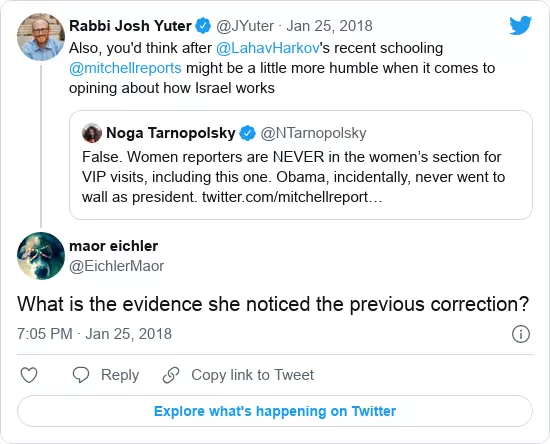 Rabbi Josh Yuter @JYuter · Jan 25, 2018
Also, you'd think after @LahavHarkov's recent schooling
@mitchellreports might be a little more humble when it comes to
opining about how Israel works
Noga Tarnopolsky @NTarnopolsky
False. Women reporters are NEVER in the women’s section for
VIP visits, including this one. Obama, incidentally, never went to
wall as president. twitter.com/mitchellreport…
maor eichler
@EichlerMaor
What is the evidence she noticed the previous correction?
7:05 PM · Jan 25, 2018
Reply Copy link to Tweet
Explore what's happening on Twitter